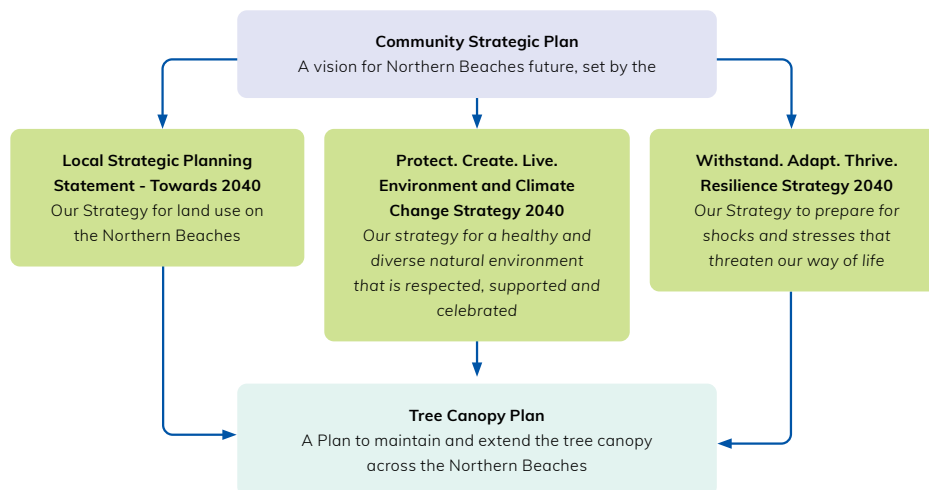 Community Strategic Plan
A vision for Northern Beaches future, set by the
Local Strategic Planning
Statement - Towards 2040
Our Strategy for land use on
the Northern Beaches
Protect. Create. Live.
Environment and Climate
Change Strategy 2040
Our strategy for a healthy and
diverse natural environment
that is respected, supported and
celebrated
Withstand. Adapt. Thrive.
Resilience Strategy 2040
Our Strategy to prepare for
shocks and stresses that
threaten our way of life
Tree Canopy Plan
A Plan to maintain and extend the tree canopy
across the Northern Beaches